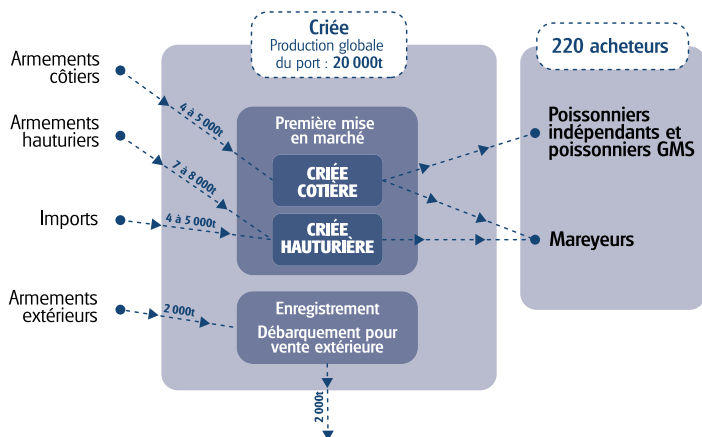 Criée
Production globale
du port : 20 000t
220 acheteurs
Armements
côtiers
4 à 5 000t
Armements
hauturiers
7 à 8 000t
Imports
4 à 5 000t
Armements
extérieurs
2 000t
Première mise
en marché
CRIÉE
COTIÈRE
CRIÉE
HAUTURIÈRE
Enregistrement
Débarquement pour
vente extérieure
2 000t
Poissonniers
indépendants et
poissonniers GMS
Mareyeurs